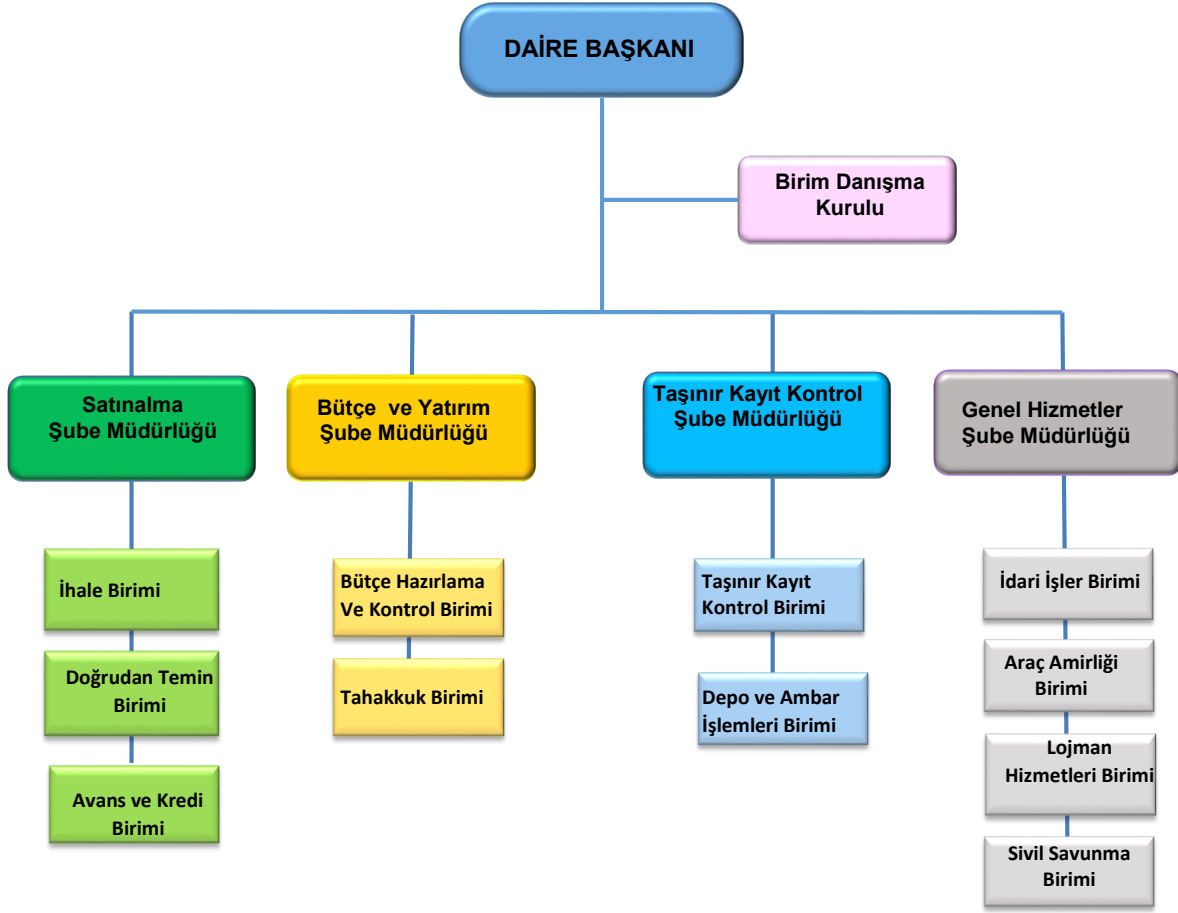 DAİRE BAŞKANI
Birim Danışma
Kurulu
Satınalma
Şube Müdürlüğü
Bütçe ve Yatırım
Şube Müdürlüğü
Taşınır Kayıt Kontrol
Şube Müdürlüğü
Genel Hizmetler
Şube Müdürlüğü
İhale Birimi
Doğrudan Temin
Birimi
Avans ve Kredi
Birimi
Bütçe Hazırlama
Ve Kontrol Birimi
Tahakkuk Birimi
Taşınır Kayıt
Kontrol Birimi
Depo ve Ambar
İşlemleri Birimi
İdari İşler Birimi
Araç Amirliği
Birimi
Lojman
Hizmetleri Birimi
Sivil Savunma
Birimi